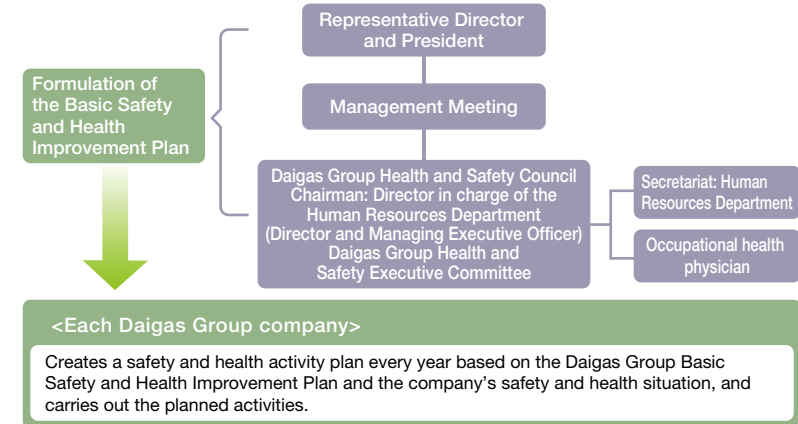 Representative Director
and President
Formulation of
the Basic Safety
and Health
Improvement Plan
Management Meeting
Daigas Group Health and Safety Council
Chairman: Director in charge of the
Human Resources Department
(Director and Managing Executive Officer)
Daigas Group Health and
Safety Executive Committee
Secretariat: Human
Resources Department
Occupational health
physician
<Each Daigas Group company>
Creates a safety and health activity plan every year based on the Daigas Group Basic
Safety and Health Improvement Plan and the company’s safety and health situation, and
carries out the planned activities.